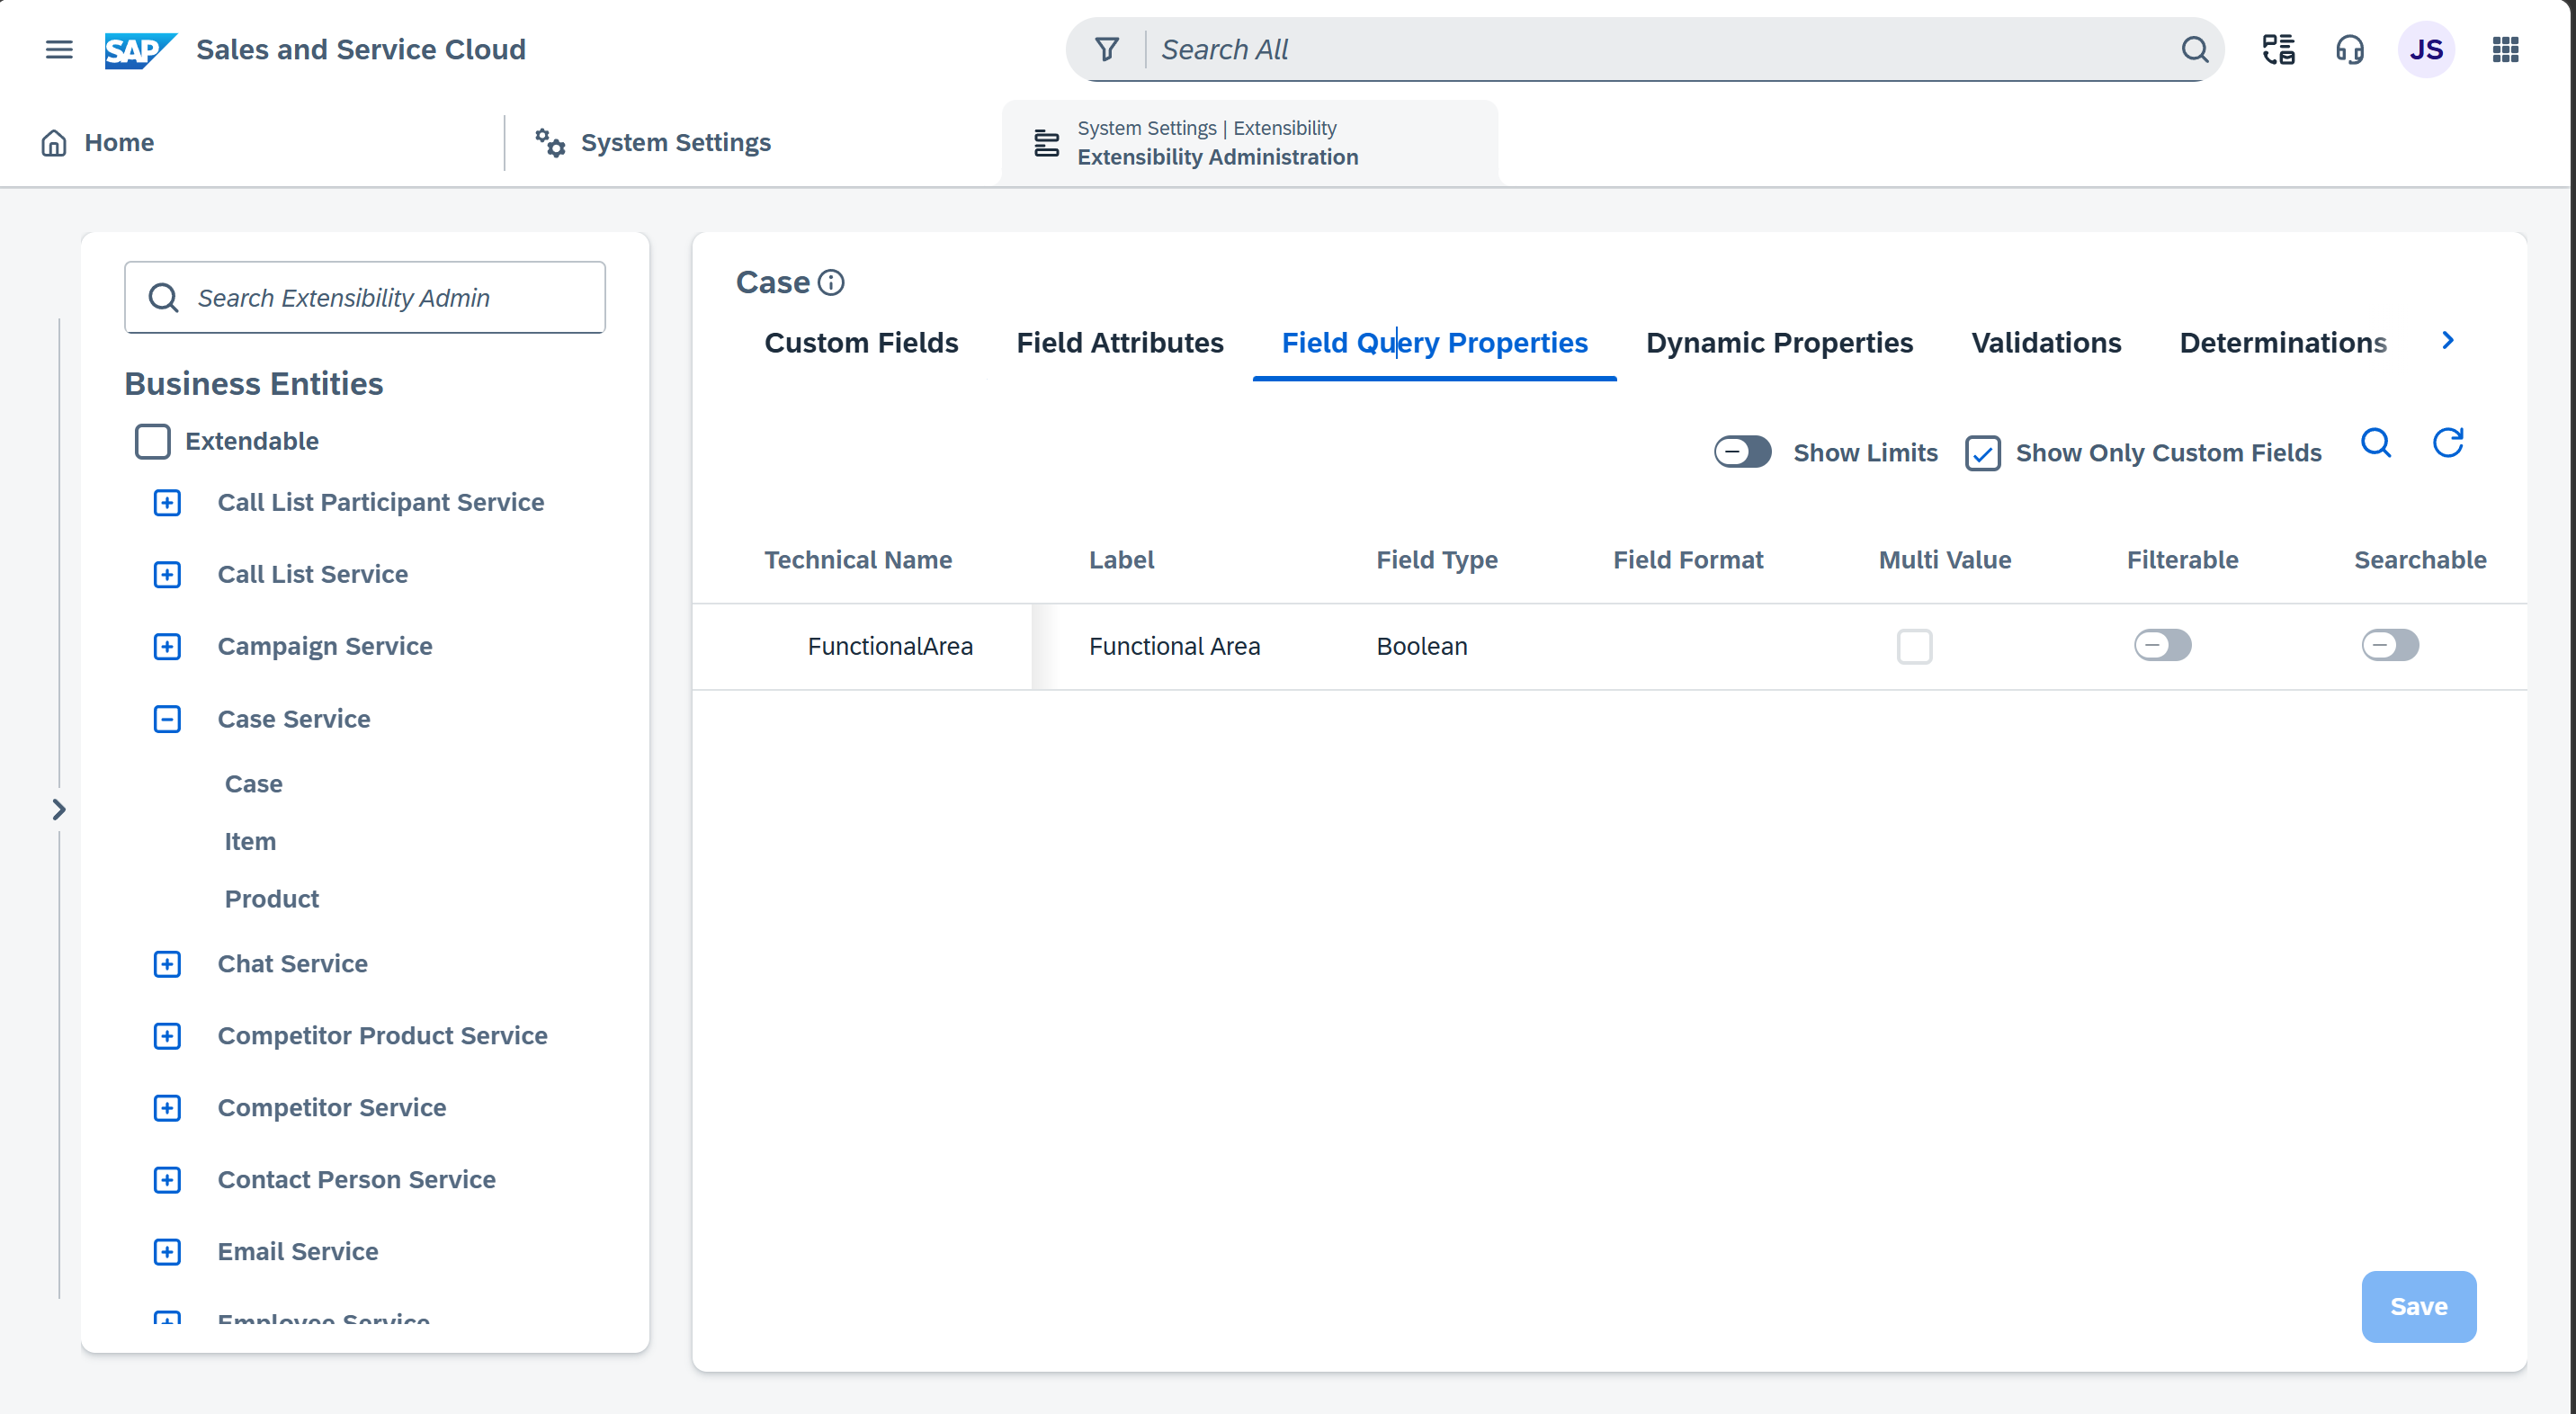 SAP Sales and Service Cloud
Search All
JS
Home
System Settings
System Settings | Extensibility
Extensibility Administration
Search Extensibility Admin
Business Entities
Extendable
Call List Participant Service
Call List Service
Campaign Service
Case Service
Case
Item
Product
Chat Service
Competitor Product Service
Competitor Service
Contact Person Service
Email Service
Employee Service
Case
Custom Fields Field Attributes Field Query Properties Dynamic Properties Validations Determinations
Show Limits Show Only Custom Fields
Technical Name Label Field Type Field Format Multi Value Filterable Searchable
FunctionalArea Functional Area Boolean
Save